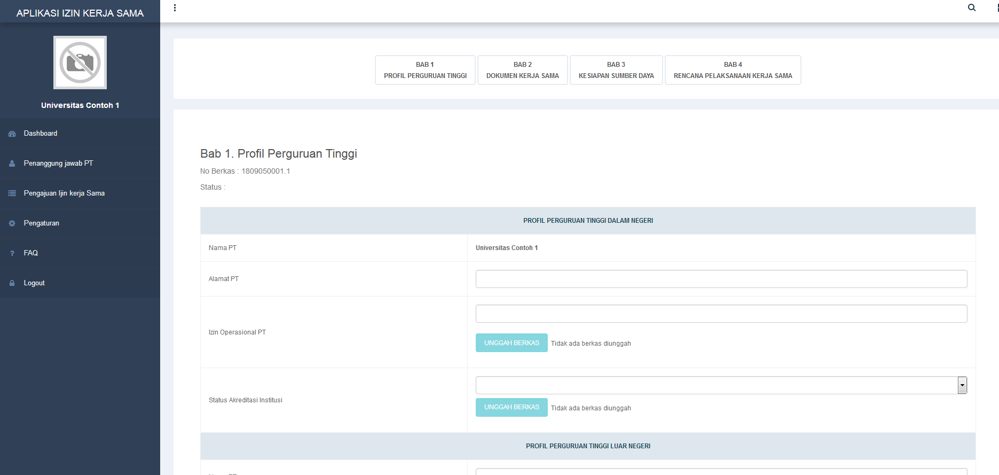 APLIKASI IZIN KERJA SAMA
Universitas Contoh 1
Dashboard
Penanggung jawab PT
Pengajuan Ijin kerja Sama
Pengaturan
FAQ
Logout
BAB 1
PROFIL PERGURUAN TINGGI
BAB 2
DOKUMEN KERJA SAMA
BAB 3
KESIAPAN SUMBER DAYA
BAB 4
RENCANA PELAKSANAAN KERJA SAMA
Bab 1. Profil Perguruan Tinggi
No Berkas : 1809050001.1
Status :
PROFIL PERGURUAN TINGGI DALAM NEGERI
Nama PT
Universitas Contoh 1
Alamat PT
Izin Operasional PT
UNGGAH BERKAS Tidak ada berkas diunggah
Status Akreditasi Institusi
UNGGAH BERKAS Tidak ada berkas diunggah
PROFIL PERGURUAN TINGGI LUAR NEGERI